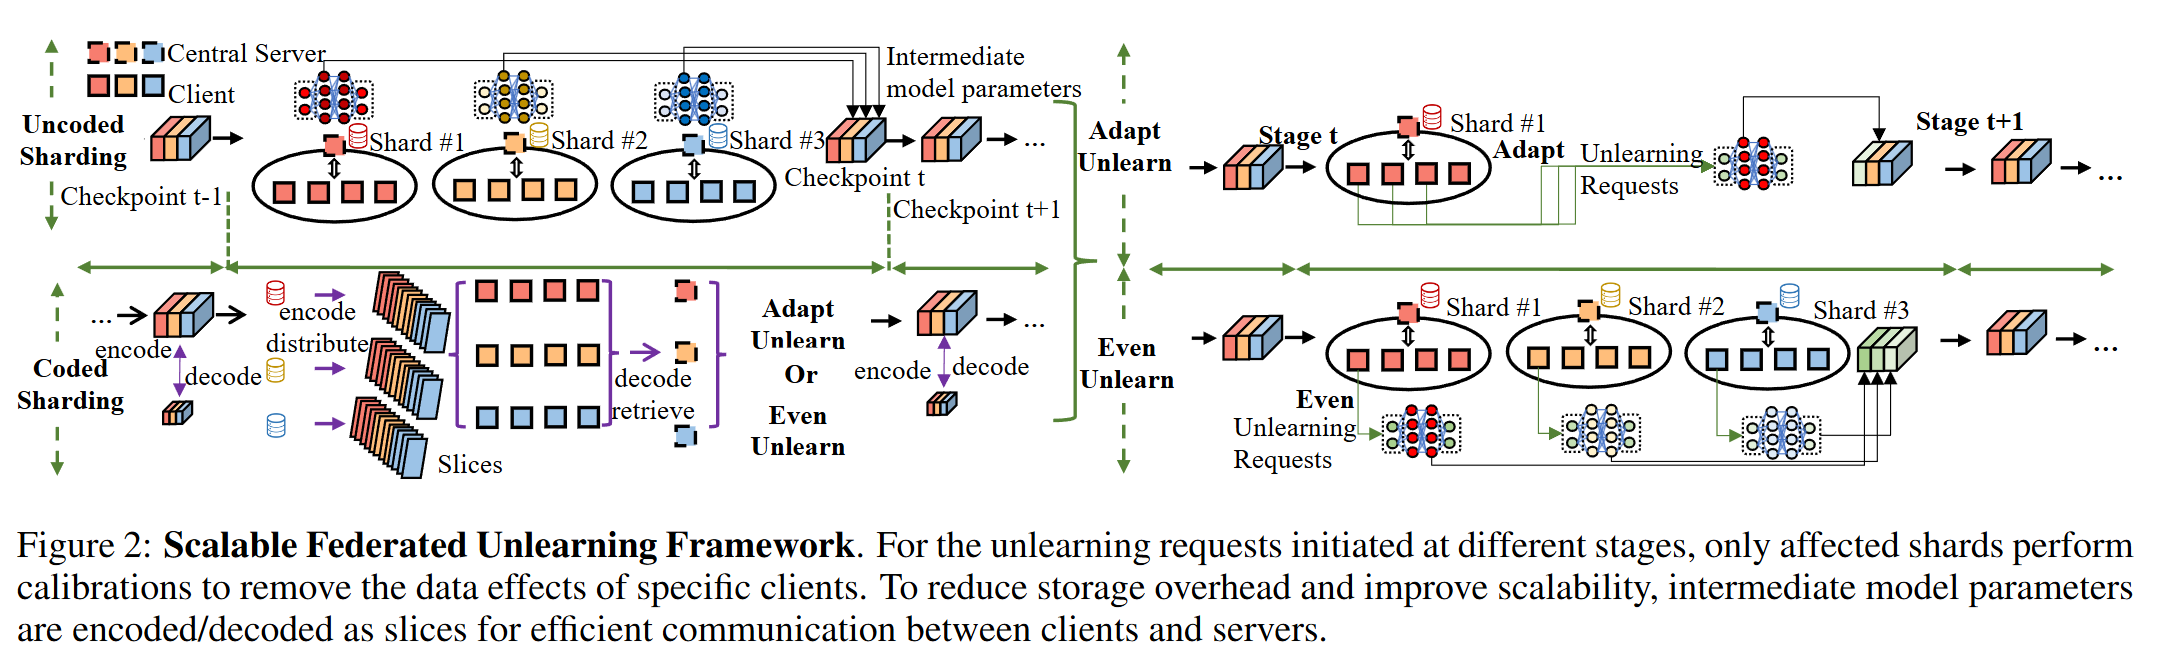 Central Server
Client
Uncoded
Sharding
Checkpoint t-1
Shard #1
Shard #2
Shard #3
Intermediate
model parameters
...
Checkpoint t
Checkpoint t+1
Coded
Sharding
...
encode
decode
encode
distribute
Slices
decode
retrieve
Adapt
Unlearn
Or
Even
Unlearn
encode
decode
...
Adapt
Unlearn
Stage t
Shard #1
Adapt
Unlearning
Requests
Stage t+1
...
Even
Unlearn
Shard #1
Shard #2
Shard #3
Even
Unlearning
Requests
...
Figure 2: Scalable Federated Unlearning Framework. For the unlearning requests initiated at different stages, only affected shards perform
calibrations to remove the data effects of specific clients. To reduce storage overhead and improve scalability, intermediate model parameters
are encoded/decoded as slices for efficient communication between clients and servers.